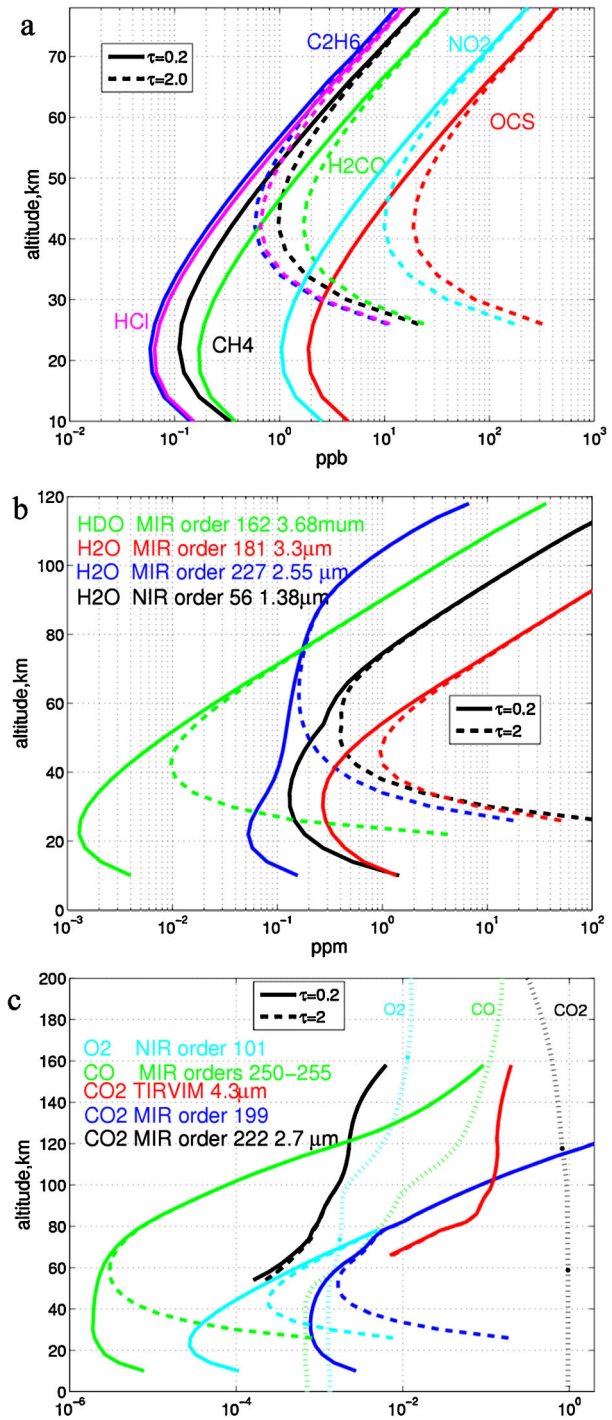 a
τ=0.2
τ=2.0
C2H6
NO2
OCS
H2CO
HCl
CH4
altitude,km
70
60
50
40
30
20
10
10^-2
10^-1
10^0
10^1
10^2
10^3
ppb
b
HDO MIR order 162 3.68mum
H2O MIR order 181 3.3μm
H2O MIR order 227 2.55 μm
H2O NIR order 56 1.38μm
τ=0.2
τ=2
altitude,km
120
100
80
60
40
20
0
10^-3
10^-2
10^-1
10^0
10^1
10^2
ppm
c
τ=0.2
τ=2
O2
CO
CO2
O2 NIR order 101
CO MIR orders 250-255
CO2 TIRVIM 4.3μm
CO2 MIR order 199
CO2 MIR order 222 2.7 μm
altitude,km
200
160
120
80
60
40
20
0
10^-6
10^-4
10^-2
10^0